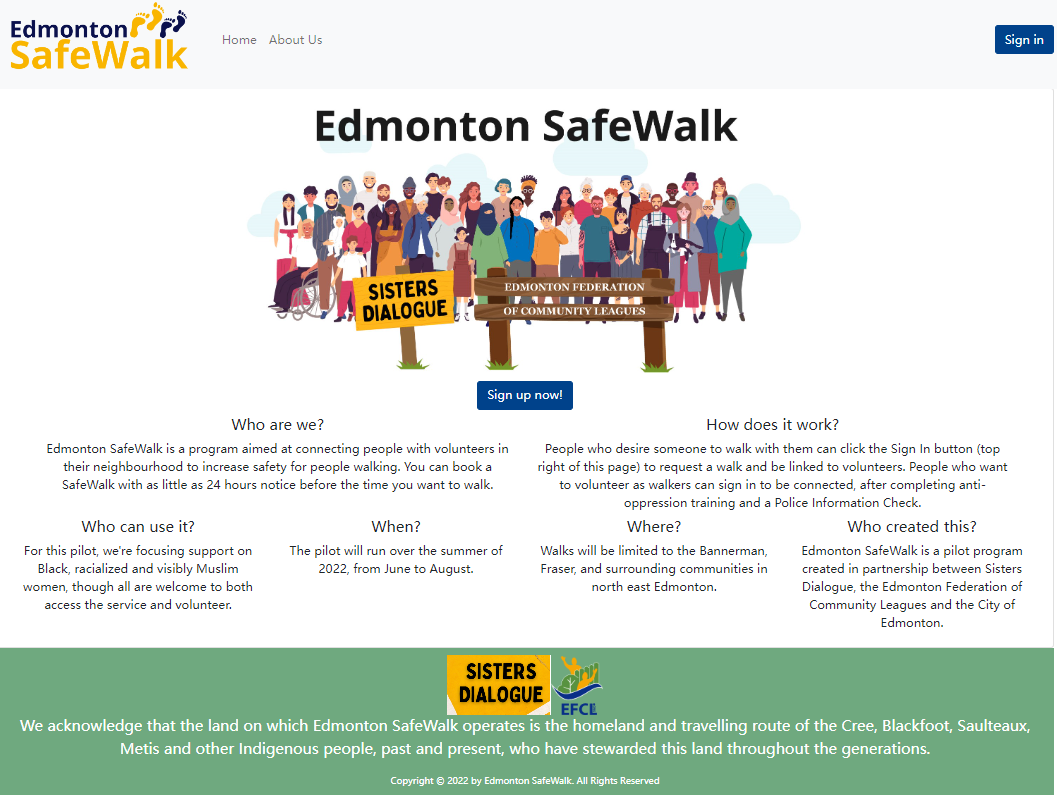 Edmonton
SafeWalk
Home
About Us
Sign in
Edmonton SafeWalk
SISTERS
DIALOGUE
EDMONTON FEDERATION
OF COMMUNITY LEAGUES
Sign up now!
Who are we?
Edmonton SafeWalk is a program aimed at connecting people with volunteers in
their neighbourhood to increase safety for people walking. You can book a
SafeWalk with as little as 24 hours notice before the time you want to walk.
How does it work?
People who desire someone to walk with them can click the Sign In button (top
right of this page) to request a walk and be linked to volunteers. People who want
to volunteer as walkers can sign in to be connected, after completing anti-
oppression training and a Police Information Check.
Who can use it?
For this pilot, we're focusing support on
Black, racialized and visibly Muslim
women, though all are welcome to both
access the service and volunteer.
When?
The pilot will run over the summer of
2022, from June to August.
Where?
Walks will be limited to the Bannerman,
Fraser, and surrounding communities in
north east Edmonton.
Who created this?
Edmonton SafeWalk is a pilot program
created in partnership between Sisters
Dialogue, the Edmonton Federation of
Community Leagues and the City of
Edmonton.
SISTERS
DIALOGUE
EFCL
We acknowledge that the land on which Edmonton SafeWalk operates is the homeland and travelling route of the Cree, Blackfoot, Saulteaux,
Metis and other Indigenous people, past and present, who have stewarded this land throughout the generations.
Copyright © 2022 by Edmonton SafeWalk. All Rights Reserved